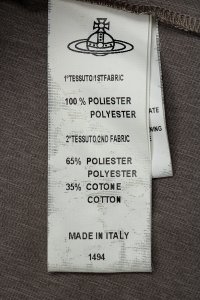 1°TESSUTO/1STFABRIC
100 % POLIESTER
POLYESTER
2°TESSUTO/2ND FABRIC
65% POLIESTER
POLYESTER
35% COTONE
COTTON
MADE IN ITALY
1494